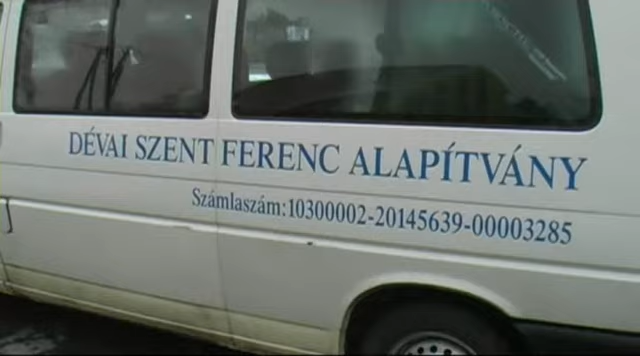 DÉVAI SZENT FERENC ALAPÍTVÁNY
Számlaszám:10300002-20145639-00003285